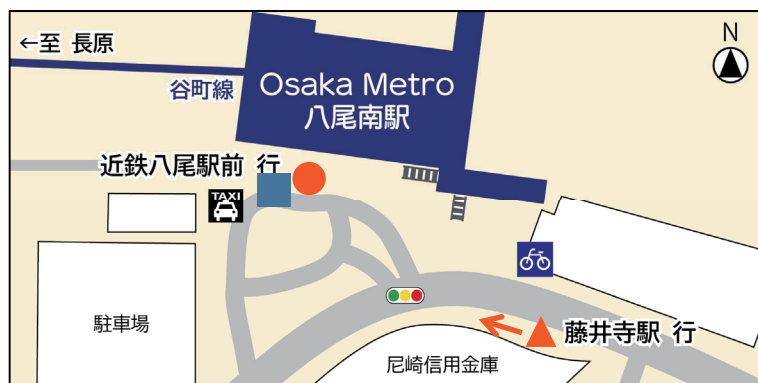 ←至 長原
N
谷町線
Osaka Metro
八尾南駅
近鉄八尾駅前 行
TAXI
駐車場
藤井寺駅 行
尼崎信用金庫